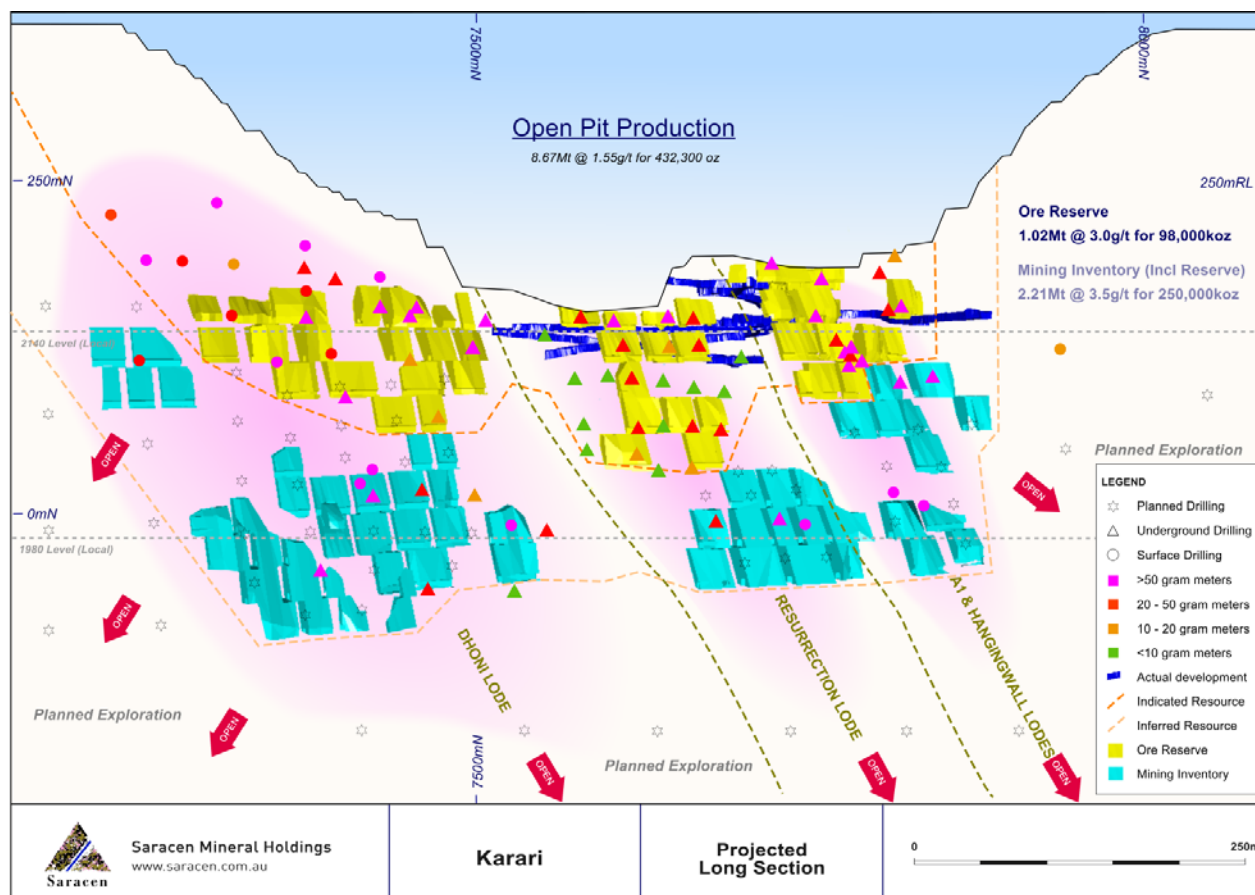 7500mN
8000mN
Open Pit Production
8.67Mt @ 1.55g/t for 432,300 oz
250mN
250mRL
Ore Reserve
1.02Mt @ 3.0g/t for 98,000koz
Mining Inventory (Incl Reserve)
2.21Mt @ 3.5g/t for 250,000koz
2140 Level (Local)
OPEN
Planned Exploration
OPEN
0mN
1980 Level (Local)
LEGEND
Planned Drilling
Underground Drilling
Surface Drilling
>50 gram meters
20 - 50 gram meters
10 - 20 gram meters
<10 gram meters
Actual development
Indicated Resource
Inferred Resource
Ore Reserve
Mining Inventory
OPEN
DHONI LODE
RESURRECTION LODE
A1 & HANGINGWALL LODES
Planned Exploration
OPEN
7500mN
Planned Exploration
OPEN
OPEN
OPEN
Saracen
Saracen Mineral Holdings
www.saracen.com.au
Karari
Projected
Long Section
0
250m